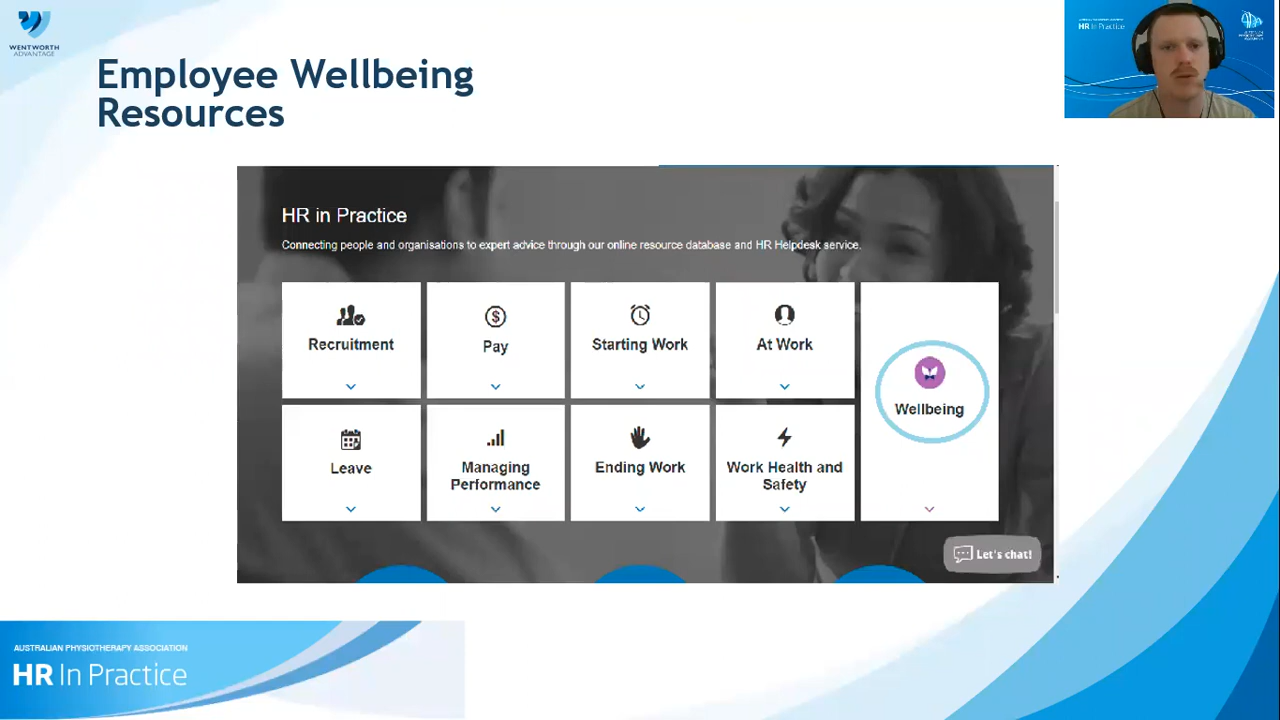 WENTWORTH
ADVANTAGE
Employee Wellbeing
Resources
HR in Practice
HR in Practice
Connecting people and organisations to expert advice through our online resource database and HR Helpdesk service.
Recruitment
Pay
Starting Work
At Work
Wellbeing
Leave
Managing
Performance
Ending Work
Work Health and
Safety
Let's chat!
AUSTRALIAN PHYSIOTHERAPY ASSOCIATION
HR In Practice